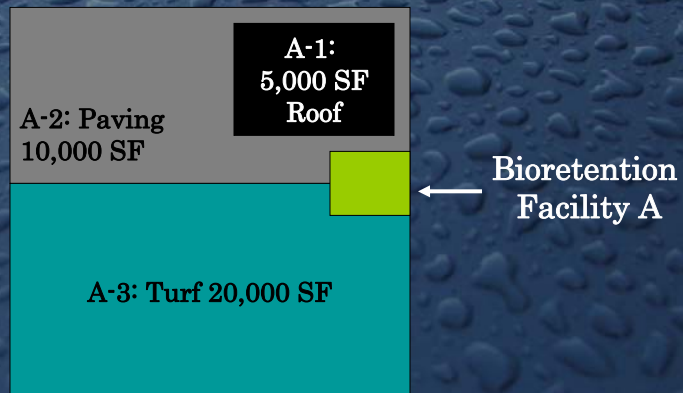 A-1:
5,000 SF
Roof
A-2: Paving
10,000 SF
Bioretention
Facility A
A-3: Turf 20,000 SF